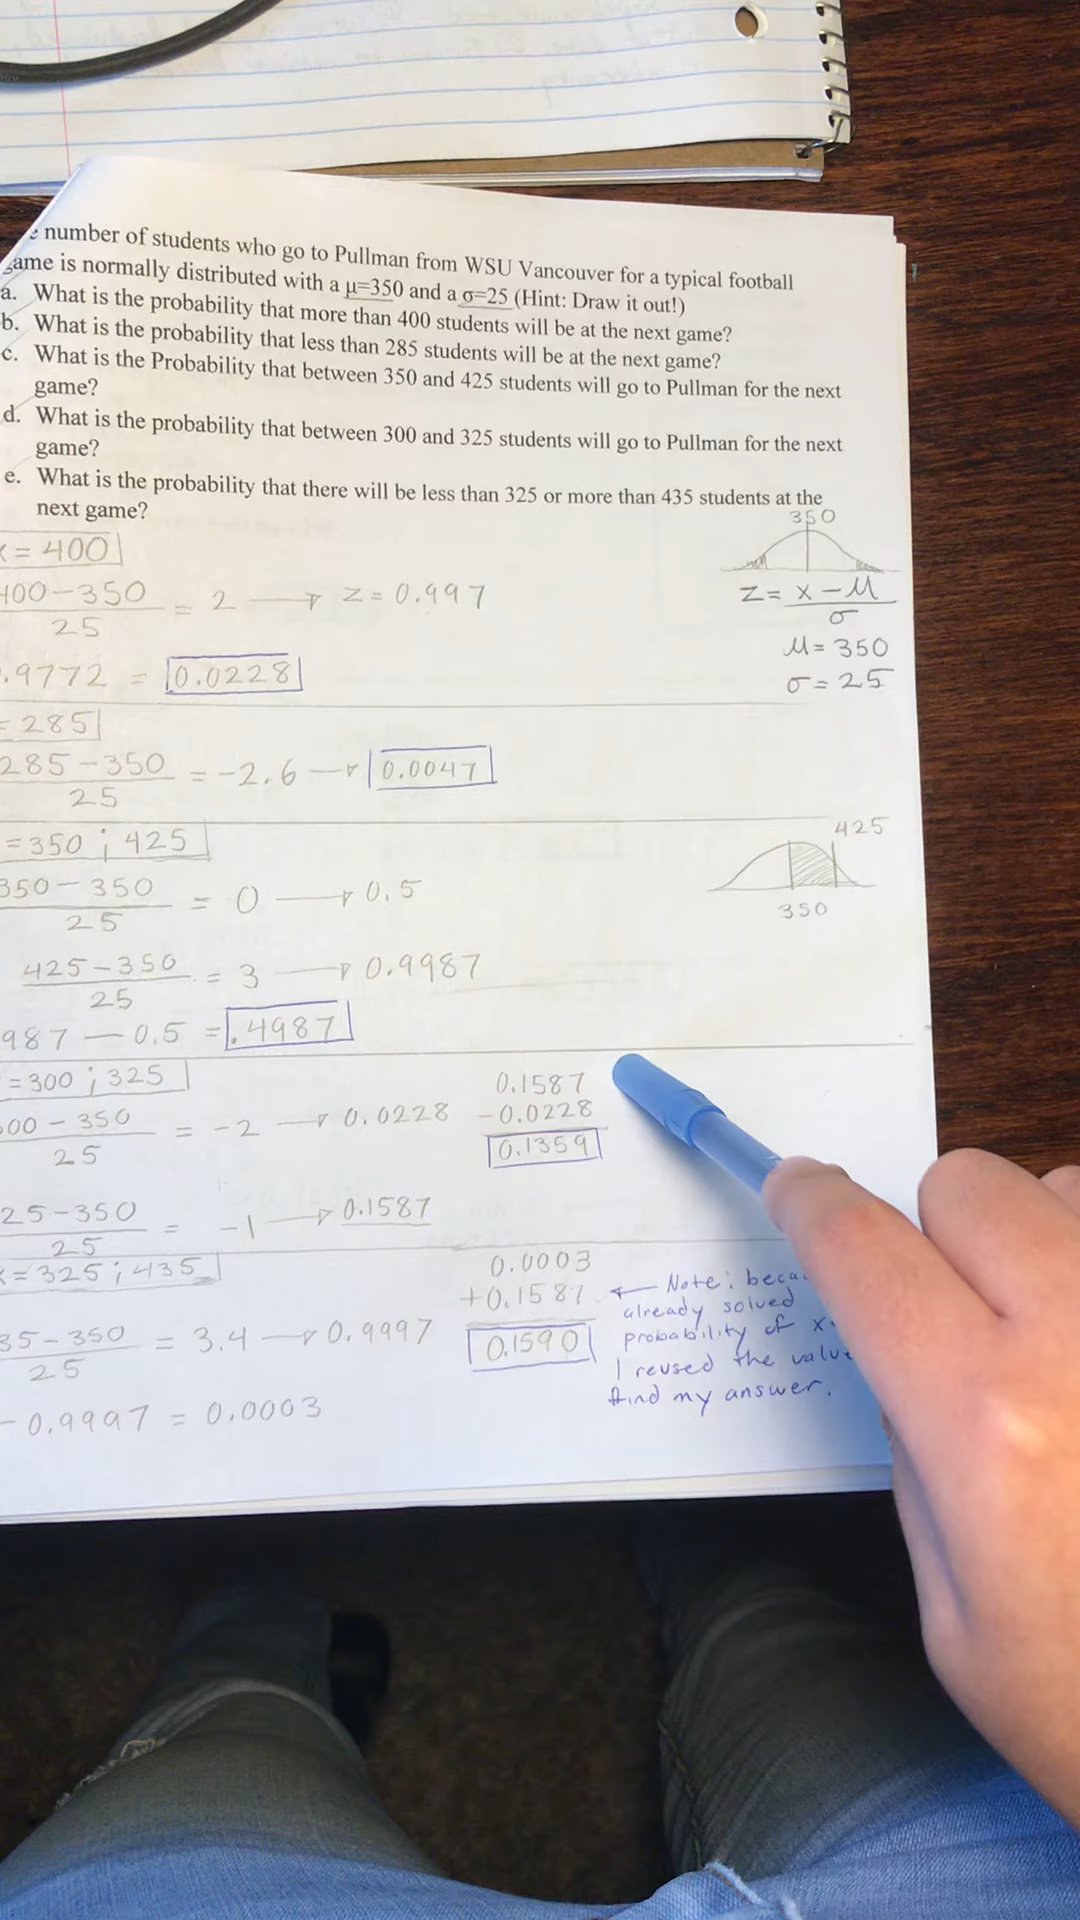 number of students who go to Pullman from WSU Vancouver for a typical football
game is normally distributed with a μ=350 and a σ=25 (Hint: Draw it out!)
a. What is the probability that more than 400 students will be at the next game?
b. What is the probability that less than 285 students will be at the next game?
c. What is the Probability that between 350 and 425 students will go to Pullman for the next
game?
d. What is the probability that between 300 and 325 students will go to Pullman for the next
game?
e. What is the probability that there will be less than 325 or more than 435 students at the
next game?
350
x = 400
400-350 / 25 = 2 → z = 0.997
z = x - μ / σ
μ = 350
σ = 25
.9772 = 0.0228
= 285
285-350 / 25 = -2.6 → 0.0047
= 350 ; 425
425
350
350-350 / 25 = 0 → 0.5
425-350 / 25 = 3 → 0.9987
987 - 0.5 = .4987
= 300 ; 325
00-350 / 25 = -2 → 0.0228
0.1587
-0.0228
0.1359
25-350 / 25 = -1 → 0.1587
x = 325 ; 435
35-350 / 25 = 3.4 → 0.9997
- 0.9997 = 0.0003
0.0003
+0.1587
0.1590
← Note: beca
already solved
probability of x
I reused the value
find my answer.